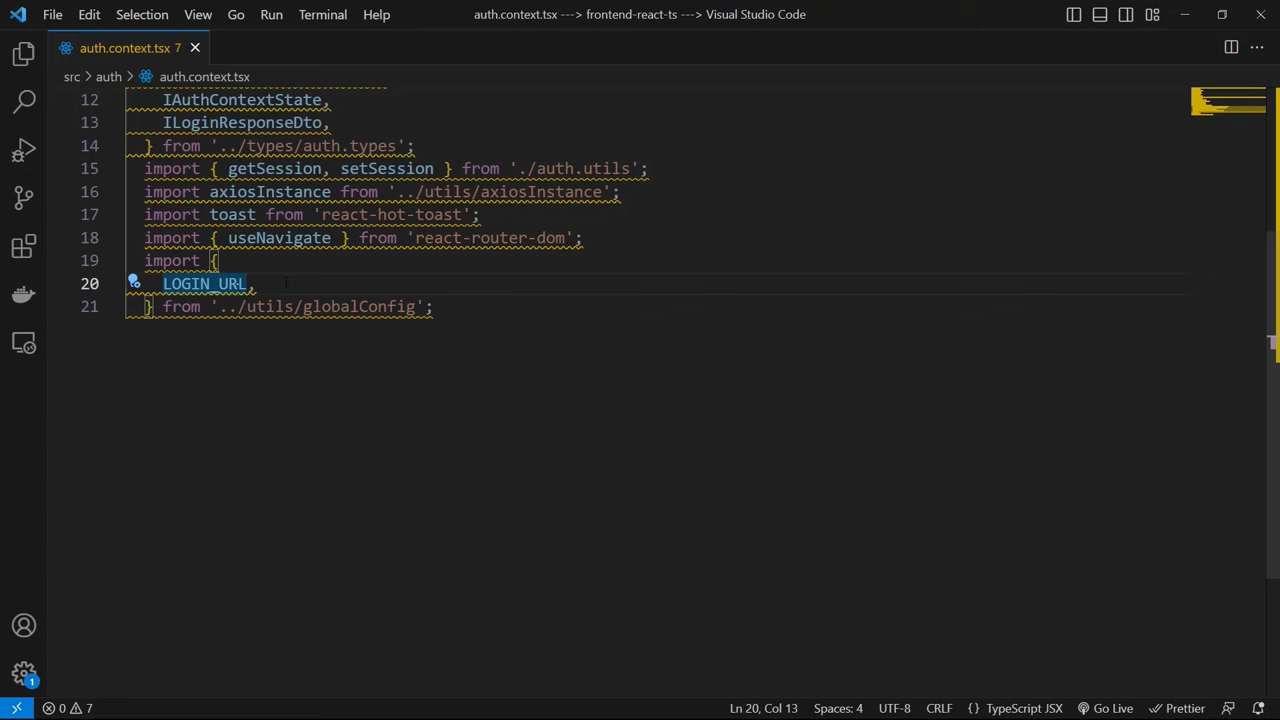 File Edit Selection View Go Run Terminal Help
auth.context.tsx ---> frontend-react-ts ---> Visual Studio Code
auth.context.tsx 7
src > auth > auth.context.tsx
12 IAuthContextState,
13 ILoginResponseDto,
14 } from '../types/auth.types';
15 import { getSession, setSession } from './auth.utils';
16 import axiosInstance from '../utils/axiosInstance';
17 import toast from 'react-hot-toast';
18 import { useNavigate } from 'react-router-dom';
19 import {
20 LOGIN_URL,
21 } from '../utils/globalConfig';
1
0 7 Ln 20, Col 13 Spaces: 4 UTF-8 CRLF {} TypeScript JSX Go Live Prettier